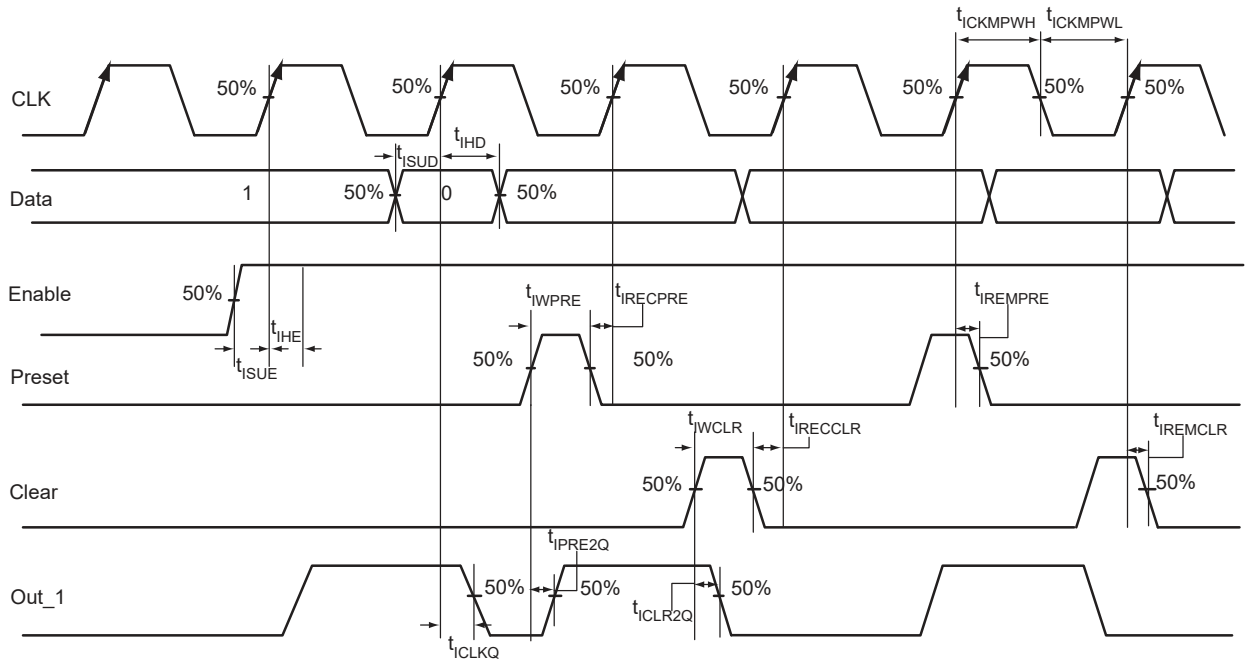 tICKMPWH tICKMPWL
CLK 50% 50% 50% 50% 50% 50% 50%
tISUD tIHD
Data 1 50% 0 50%
Enable 50%
tIHE tISUE
tIWPRE tIRECPRE tIREMPRE
Preset 50% 50% 50%
tIWCLR tIRECCLR tIREMCLR
Clear 50% 50% 50%
tIPRE2Q
Out_1 50% 50% 50%
tICLKQ tICLR2Q